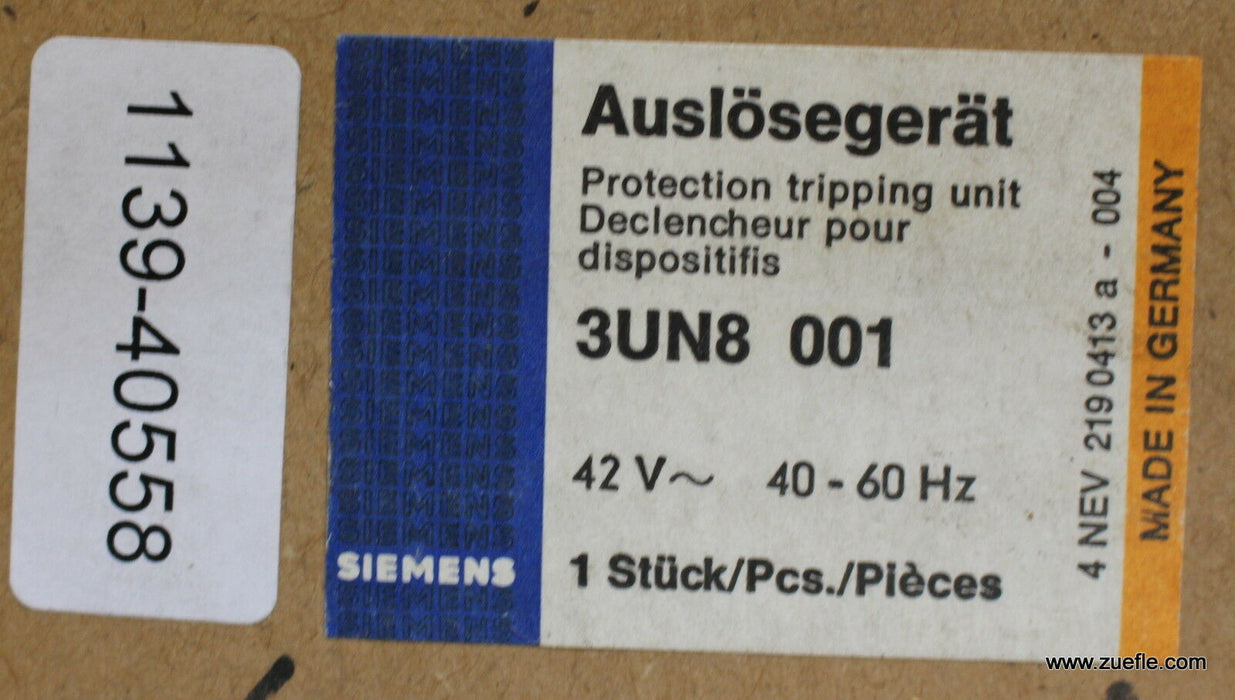 1139-40558
SIEMENS
Auslösegerät
Protection tripping unit
Declencheur pour
dispositifis
3UN8 001
42 V~ 40 - 60 Hz
1 Stück/Pcs./Pièces
4 NEV 219 0413 a - 004
MADE IN GERMANY
www.zuefle.com